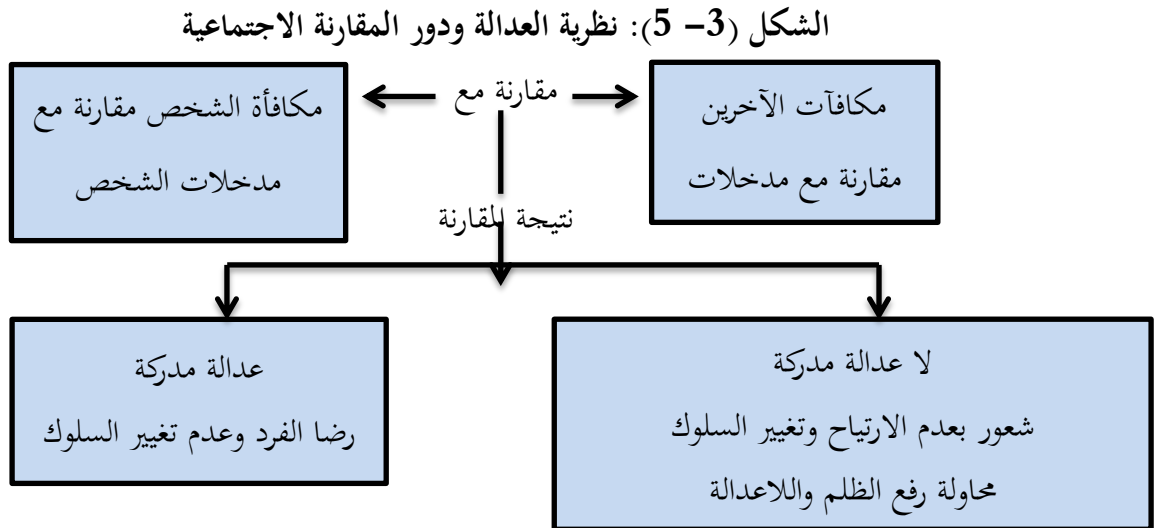 الشكل (3– 5): نظرية العدالة ودور المقارنة الاجتماعية
مكافآت الآخرين
مقارنة مع مدخلات
مقارنة مع
مكافأة الشخص مقارنة مع
مدخلات الشخص
نتيجة المقارنة
لا عدالة مدركة
شعور بعدم الارتياح وتغيير السلوك
محاولة رفع الظلم واللاعدالة
عدالة مدركة
رضا الفرد وعدم تغيير السلوك